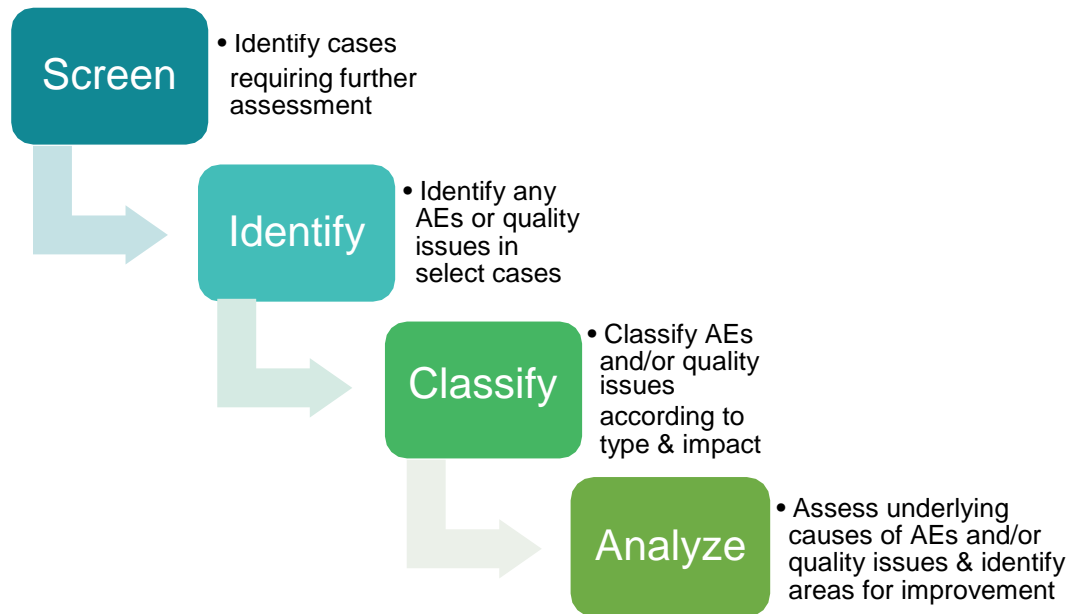 Screen
• Identify cases
requiring further
assessment
Identify
• Identify any
AEs or quality
issues in
select cases
Classify
• Classify AEs
and/or quality
issues
according to
type & impact
Analyze
• Assess underlying
causes of AEs and/or
quality issues & identify
areas for improvement